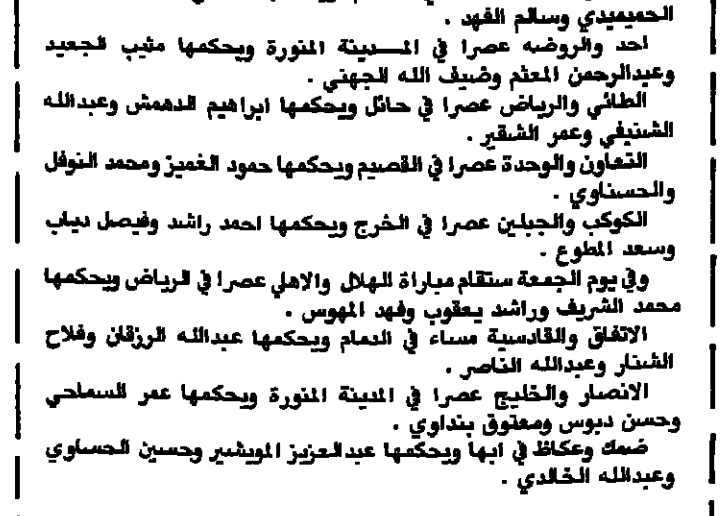 الحميميدي وسالم الفهد .
احد والروضه عصرا في المـــدينة المنورة ويحكمها مثيب الجعيد
وعبدالرحمن المعثم وضيف الله الجهني .
الطائي والرياض عصرا في حائل ويحكمها ابراهيم الدهمش وعبدالله
الشنيفي وعمر الشقير .
التعاون والوحدة عصرا في القصيم ويحكمها حمود الغميز ومحمد النوفل
والحسناوي .
الكوكب والجبلين عصرا في الخرج ويحكمها احمد راشد وفيصل دياب
وسعد المطوع .
وفي يوم الجمعة ستقام مباراة الهلال والاهلي عصرا في الرياض ويحكمها
محمد الشريف وراشد يعقوب وفهد المهوس .
الاتفاق والقادسية مساء في الدمام ويحكمها عبدالله الرزقان وفلاح
الشنار وعبدالله الناصر .
الانصار والخليج عصرا في المدينة المنورة ويحكمها عمر السماحي
وحسن دبوس ومعتوق بنداوي .
ضمك وعكاظ في ابها ويحكمها عبدالعزيز المويشير وحسين الحساوي
وعبدالله الخالدي .